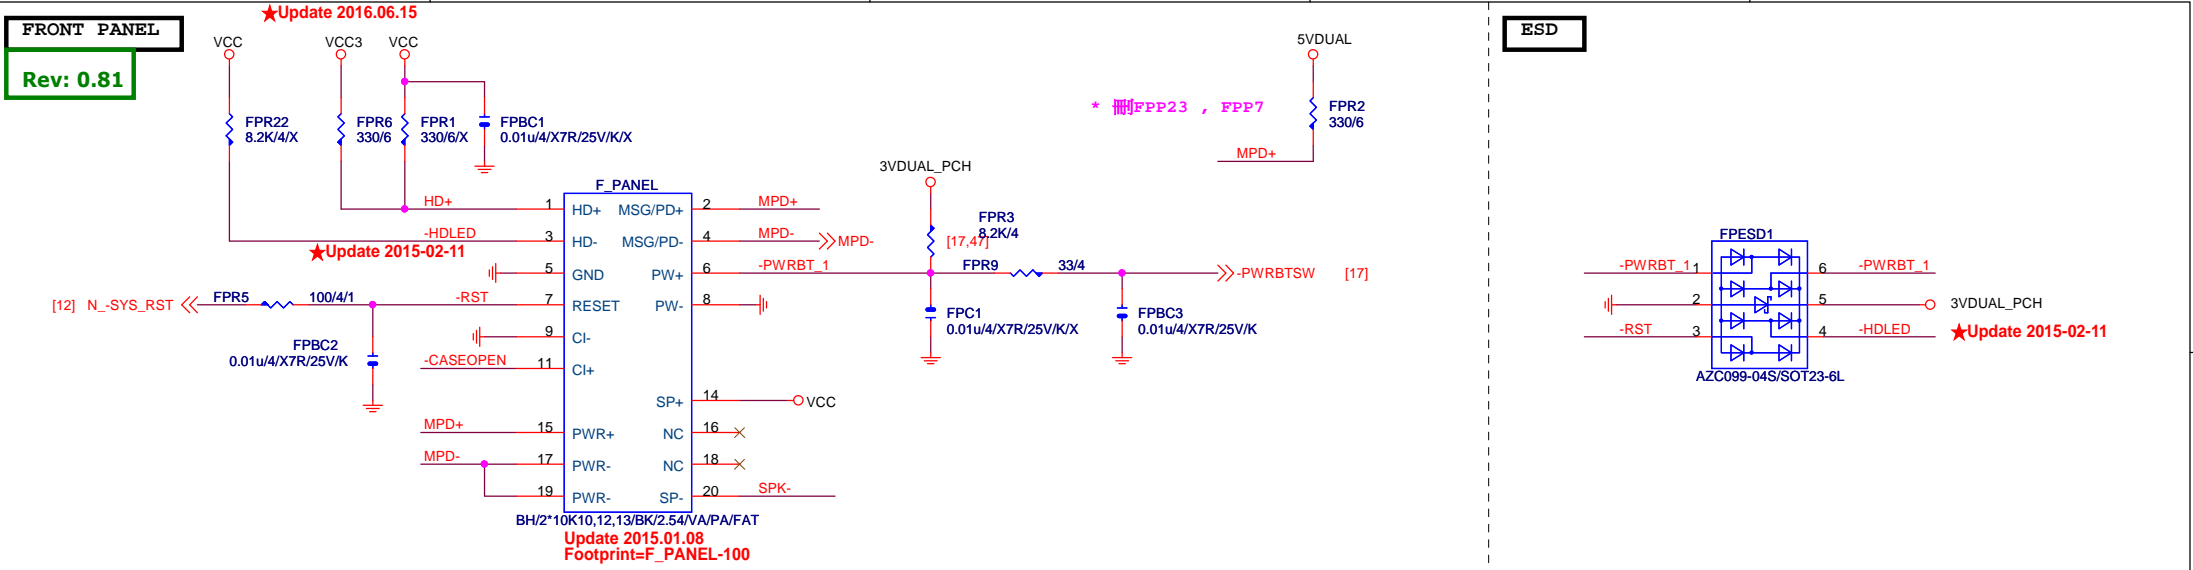 ★Update 2016.06.15
FRONT PANEL
Rev: 0.81
ESD
VCC
VCC3
VCC
5VDUAL
FPR22
8.2K/4/X
FPR6
330/6
FPR1
330/6/X
FPBC1
0.01u/4/X7R/25V/K/X
* FPP23 , FPP7
FPR2
330/6
MPD+
3VDUAL_PCH
F_PANEL
HD+ 1 HD+ MSG/PD+ 2 MPD+
-HDLED 3 HD- MSG/PD- 4 MPD- MPD- [17,47]
FPR3
8.2K/4
★Update 2015-02-11
5 GND PW+ 6 -PWRBT_1 FPR9 33/4 -PWRBTSW [17]
[12] N_-SYS_RST FPR5 100/4/1 -RST 7 RESET PW- 8
FPC1
0.01u/4/X7R/25V/K/X
FPBC3
0.01u/4/X7R/25V/K
9 CI-
FPBC2
0.01u/4/X7R/25V/K
-CASEOPEN 11 CI+
SP+ 14 VCC
MPD+ 15 PWR+ NC 16
MPD- 17 PWR- NC 18
19 PWR- SP- 20 SPK-
BH/2*10K10,12,13/BK/2.54/VA/PA/FAT
Update 2015.01.08
Footprint=F_PANEL-100
FPESD1
-PWRBT_1 1 6 -PWRBT_1
2 5 3VDUAL_PCH
-RST 3 4 -HDLED
★Update 2015-02-11
AZC099-04S/SOT23-6L